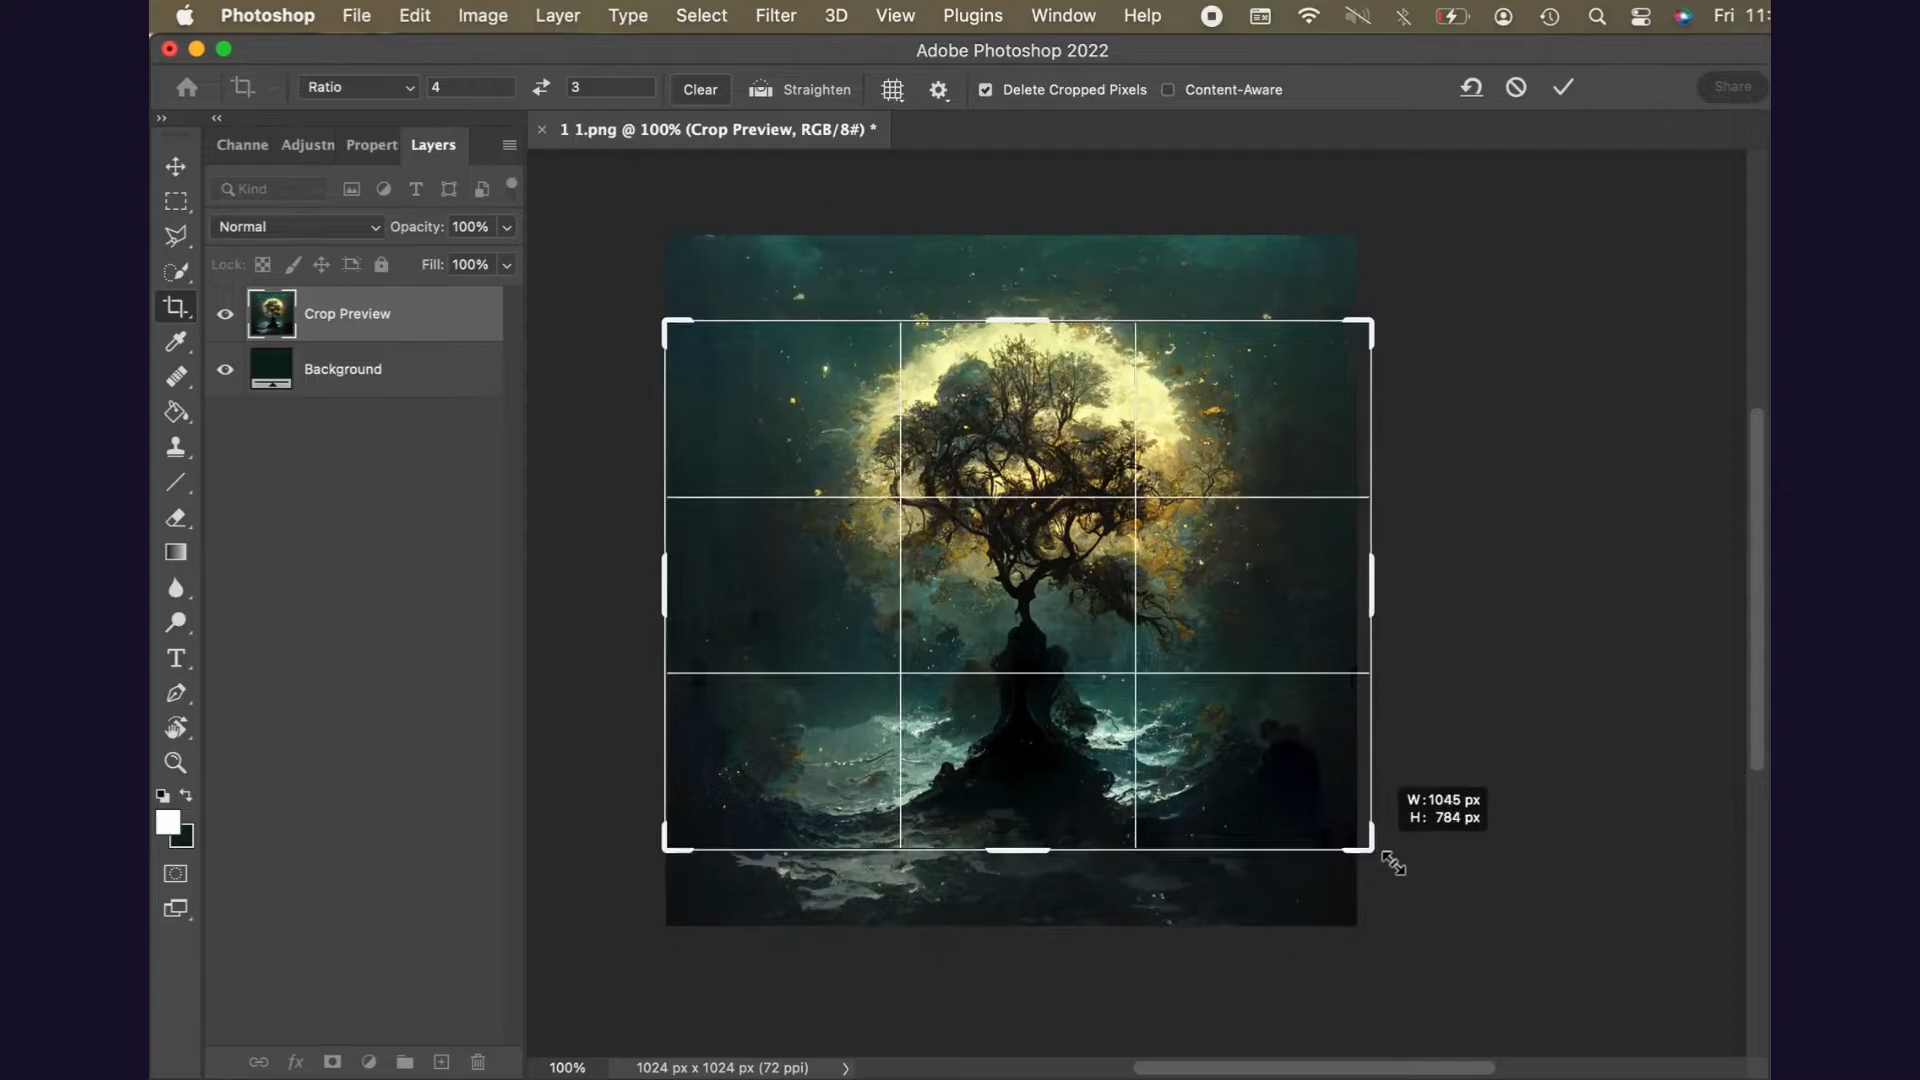 Photoshop File Edit Image Layer Type Select Filter 3D View Plugins Window Help Fri 11:
Adobe Photoshop 2022
Ratio 4 3 Clear Straighten Delete Cropped Pixels Content-Aware Share
1 1.png @ 100% (Crop Preview, RGB/8#) *
Channe Adjustn Propert Layers
Kind
Normal Opacity: 100%
Lock: Fill: 100%
Crop Preview
Background
W: 1045 px
H: 784 px
100% 1024 px x 1024 px (72 ppi)